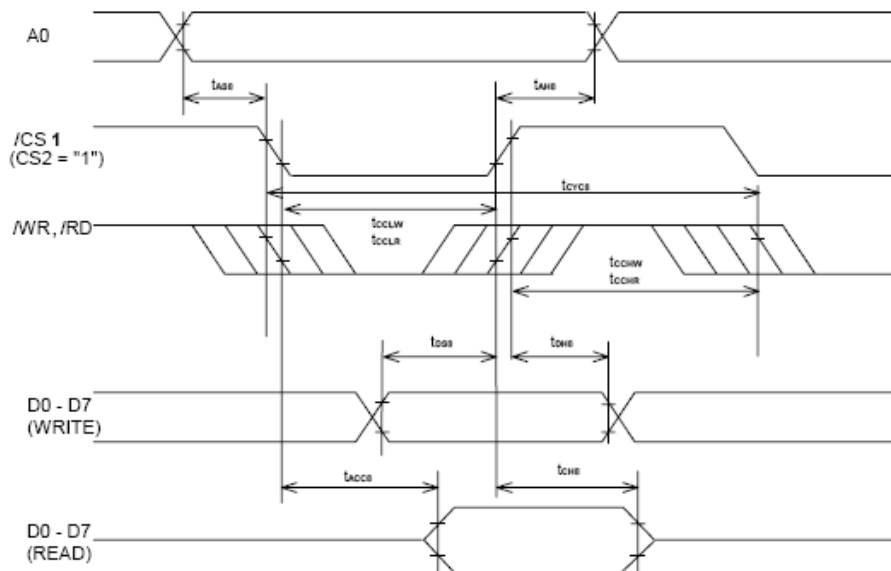 A0
tAS8
tAH8
/CS 1
(CS2 = "1")
tCYC8
/WR, /RD
tCCLW
tCCLR
tCCHW
tCCHR
tDS8
tDH8
D0 - D7
(WRITE)
tACC8
tCH8
D0 - D7
(READ)